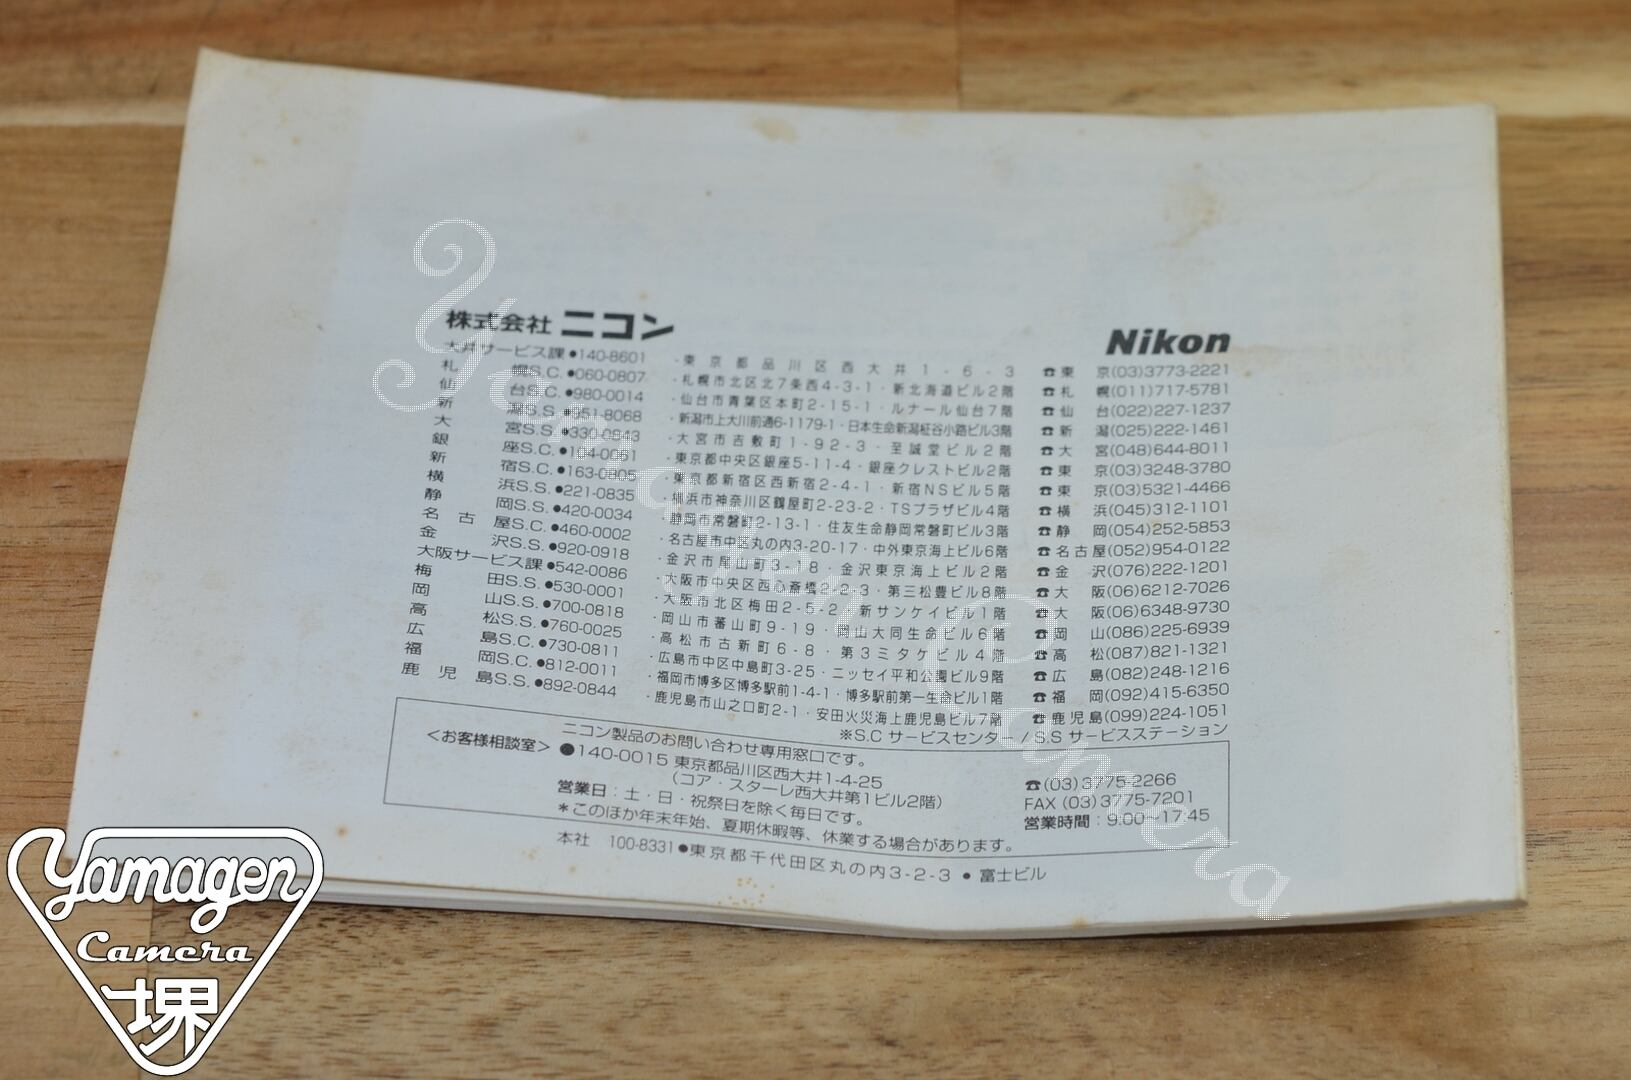 株式会社 ニコン
Nikon
大井サービス課●140-8601 ・東京都品川区西大井1-6-3 ☎東京(03)3773-2221
札幌S.C.●060-0807 ・札幌市北区北7条西4-3-1・新北海道ビル2階 ☎札幌(011)717-5781
仙台S.C.●980-0014 ・仙台市青葉区本町2-15-1・ルナール仙台7階 ☎仙台(022)227-1237
新潟S.S.●951-8068 ・新潟市上大川前通6-1179-1・日本生命新潟柾谷小路ビル3階 ☎新潟(025)222-1461
大宮S.S.●330-0843 ・大宮市吉敷町1-92-3・至誠堂ビル2階 ☎大宮(048)644-8011
銀座S.C.●104-0061 ・東京都中央区銀座5-11-4・銀座クレストビル2階 ☎東京(03)3248-3780
新宿S.C.●163-0805 ・東京都新宿区西新宿2-4-1・新宿NSビル5階 ☎東京(03)5321-4466
横浜S.S.●221-0835 ・横浜市神奈川区鶴屋町2-23-2・TSプラザビル4階 ☎横浜(045)312-1101
静岡S.S.●420-0034 ・静岡市常磐町2-13-1・住友生命静岡常磐町ビル3階 ☎静岡(054)252-5853
名古屋S.C.●460-0002 ・名古屋市中区丸の内3-20-17・中外東京海上ビル6階 ☎名古屋(052)954-0122
金沢S.S.●920-0918 ・金沢市尾山町3-18・金沢東京海上ビル2階 ☎金沢(076)222-1201
大阪サービス課●542-0086 ・大阪市中央区西心斎橋2-2-3・第三松豊ビル8階 ☎大阪(06)6212-7026
梅田S.S.●530-0001 ・大阪市北区梅田2-5-2・新サンケイビル1階 ☎大阪(06)6348-9730
岡山S.S.●700-0818 ・岡山市蕃山町9-19・岡山大同生命ビル6階 ☎岡山(086)225-6939
高松S.S.●760-0025 ・高松市古新町6-8・第3ミタケビル4階 ☎高松(087)821-1321
広島S.C.●730-0811 ・広島市中区中島町3-25・ニッセイ平和公園ビル9階 ☎広島(082)248-1216
福岡S.C.●812-0011 ・福岡市博多区博多駅前1-4-1・博多駅前第一生命ビル1階 ☎福岡(092)415-6350
鹿児島S.S.●892-0844 ・鹿児島市山之口町2-1・安田火災海上鹿児島ビル7階 ☎鹿児島(099)224-1051
※S.C サービスセンター / S.S サービスステーション
ニコン製品のお問い合わせ専用窓口です。
<お客様相談室> ●140-0015 東京都品川区西大井1-4-25 ☎(03)3775-2266
(コア・スターレ西大井第1ビル2階) FAX (03)3775-7201
営業日：土・日・祝祭日を除く毎日です。 営業時間：9:00～17:45
＊このほか年末年始、夏期休暇等、休業する場合があります。
本社 100-8331●東京都千代田区丸の内3-2-3 ● 富士ビル
Yamagen Camera
Yamagen
Camera
堺